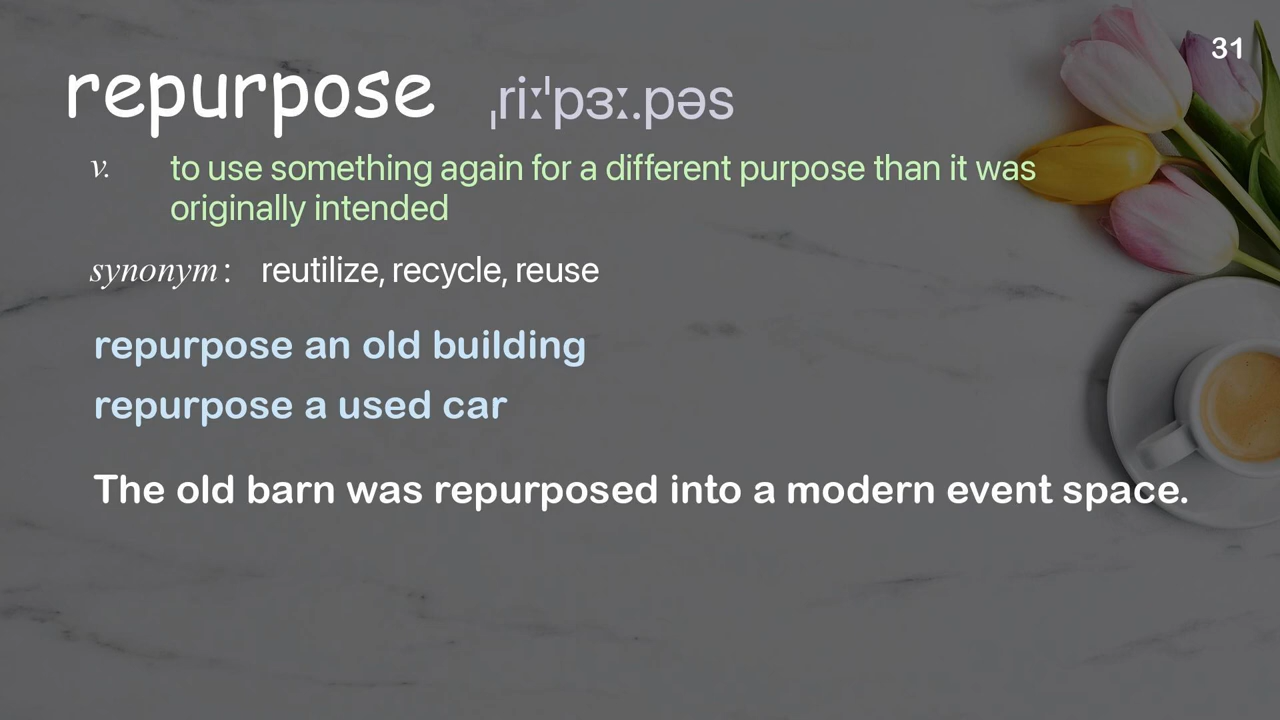 31
repurpose ˌriːˈpɜː.pəs
v. to use something again for a different purpose than it was
originally intended
synonym : reutilize, recycle, reuse
repurpose an old building
repurpose a used car
The old barn was repurposed into a modern event space.